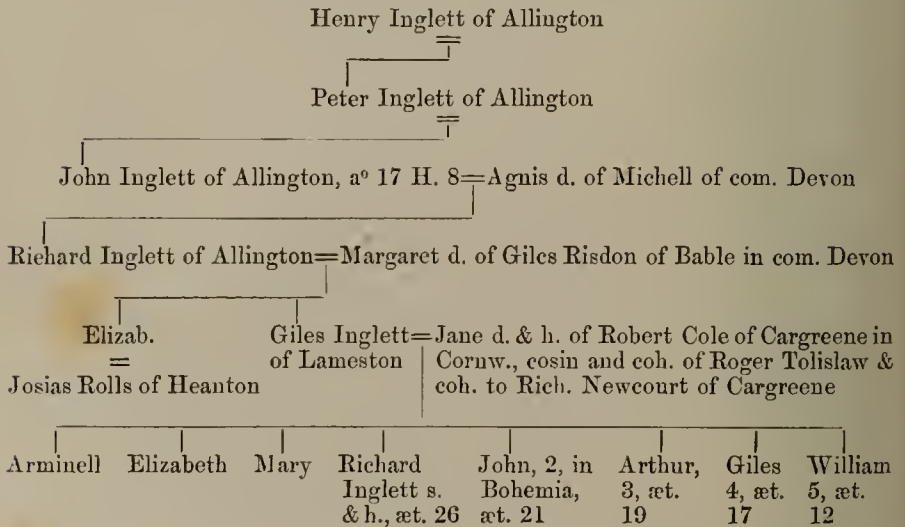 Henry Inglett of Allington
=
Peter Inglett of Allington
=
John Inglett of Allington, aº 17 H. 8=Agnis d. of Michell of com. Devon
Richard Inglett of Allington=Margaret d. of Giles Risdon of Bable in com. Devon
Elizab.
=
Josias Rolls of Heanton
Giles Inglett=Jane d. & h. of Robert Cole of Cargreene in
of Lameston
Cornw., cosin and coh. of Roger Tolislaw &
coh. to Rich. Newcourt of Cargreene
Arminell
Elizabeth
Mary
Richard
Inglett s.
& h., æt. 26
John, 2, in
Bohemia,
æt. 21
Arthur,
3, æt.
19
Giles
4, æt.
17
William
5, æt.
12